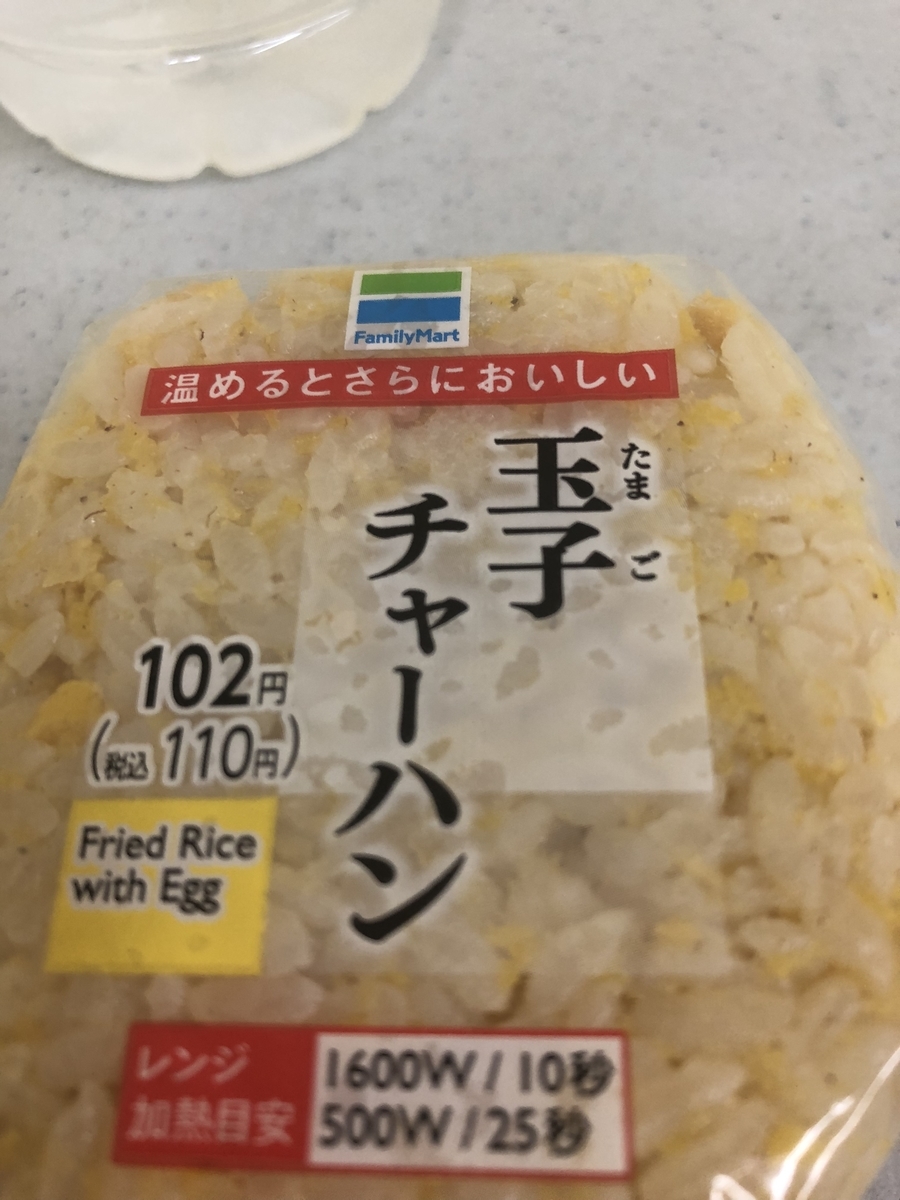 FamilyMart
温めるとさらにおいしい
玉子
たまご
チャーハン
102円
(税込110円)
Fried Rice
with Egg
レンジ
加熱目安
1600W / 10秒
500W / 25秒